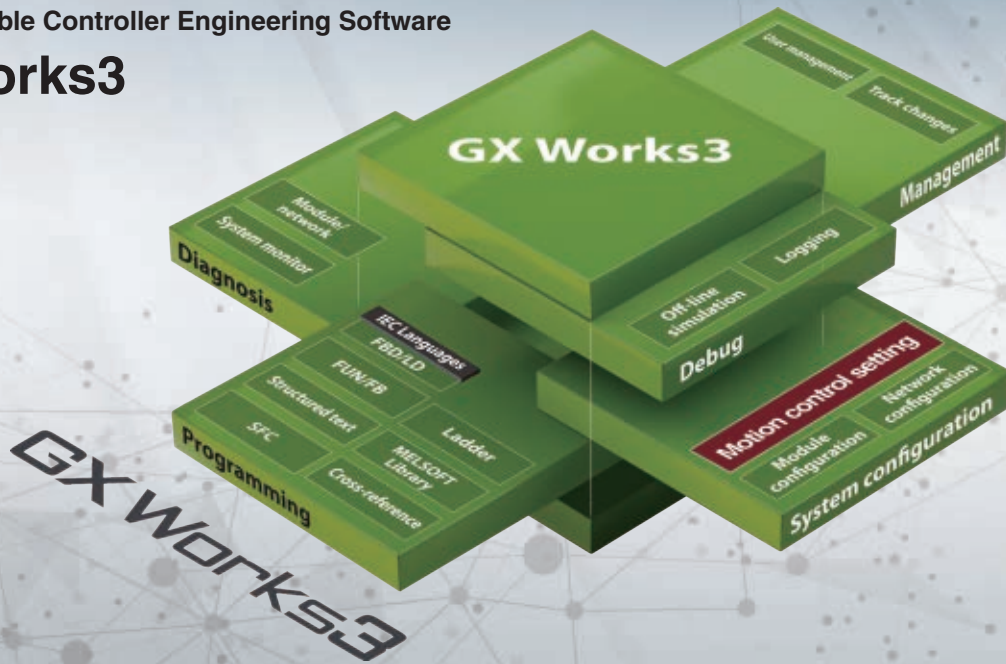 ble Controller Engineering Software
orks3
GX Works3
User management
Track changes
Management
Module/
network
System monitor
Diagnosis
Logging
Off-line
simulation
Debug
IEC Languages
FBD/LD
FUN/FB
Structured text
SFC
Ladder
MELSOFT
Library
Cross-reference
Programming
Motion control setting
Network
configuration
Module
configuration
System configuration
GX Works3